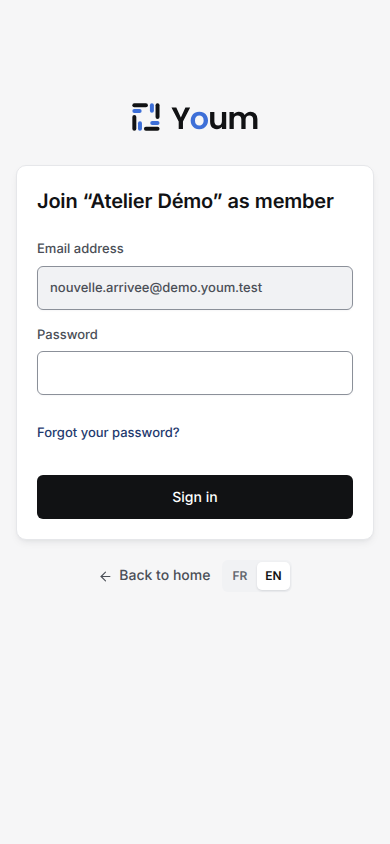 Youm
Join “Atelier Démo” as member
Email address
nouvelle.arrivee@demo.youm.test
Password
Forgot your password?
Sign in
← Back to home FR EN